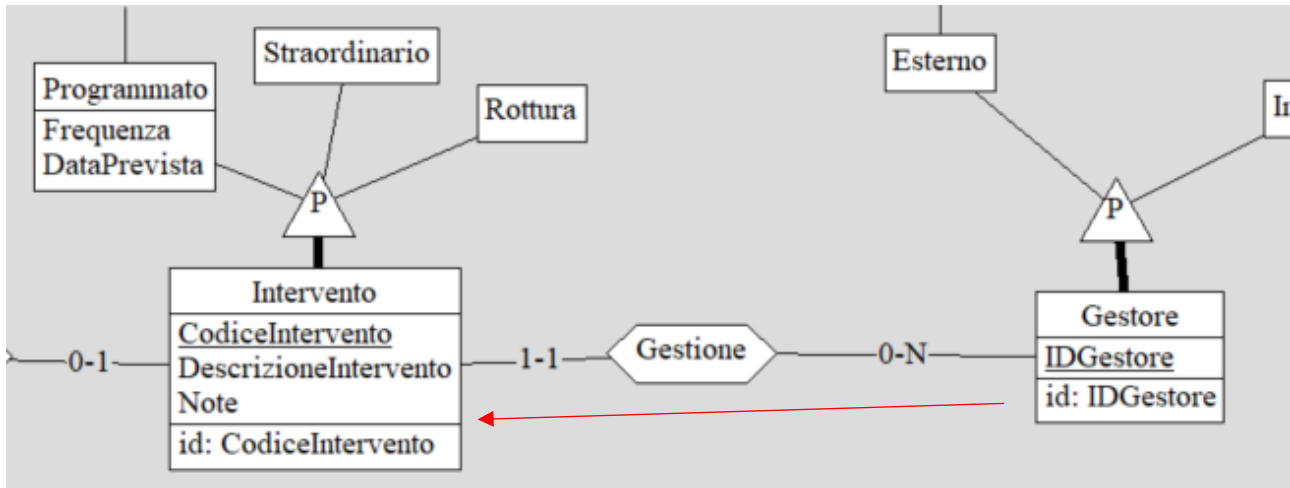 Programmato
Frequenza
DataPrevista
Straordinario
Rottura
P
Intervento
CodiceIntervento
DescrizioneIntervento
Note
id: CodiceIntervento
0-1
1-1
Gestione
0-N
Esterno
P
Gestore
IDGestore
id: IDGestore